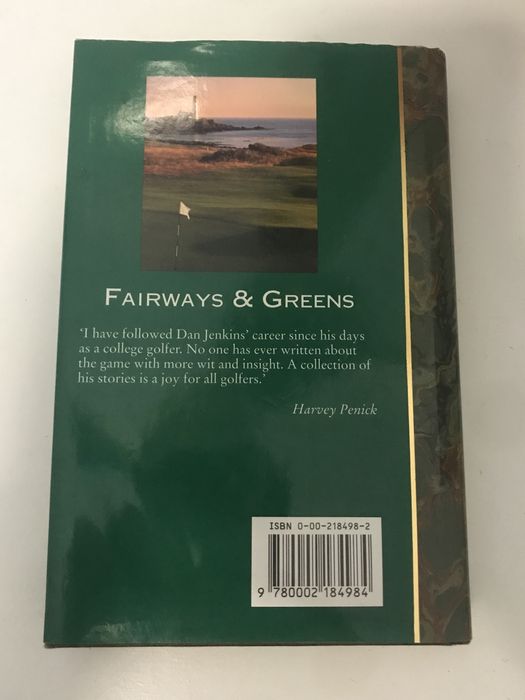 FAIRWAYS & GREENS
‘I have followed Dan Jenkins’ career since his days
as a college golfer. No one has ever written about
the game with more wit and insight. A collection of
his stories is a joy for all golfers.’
Harvey Penick
ISBN 0-00-218498-2
9 780002 184984